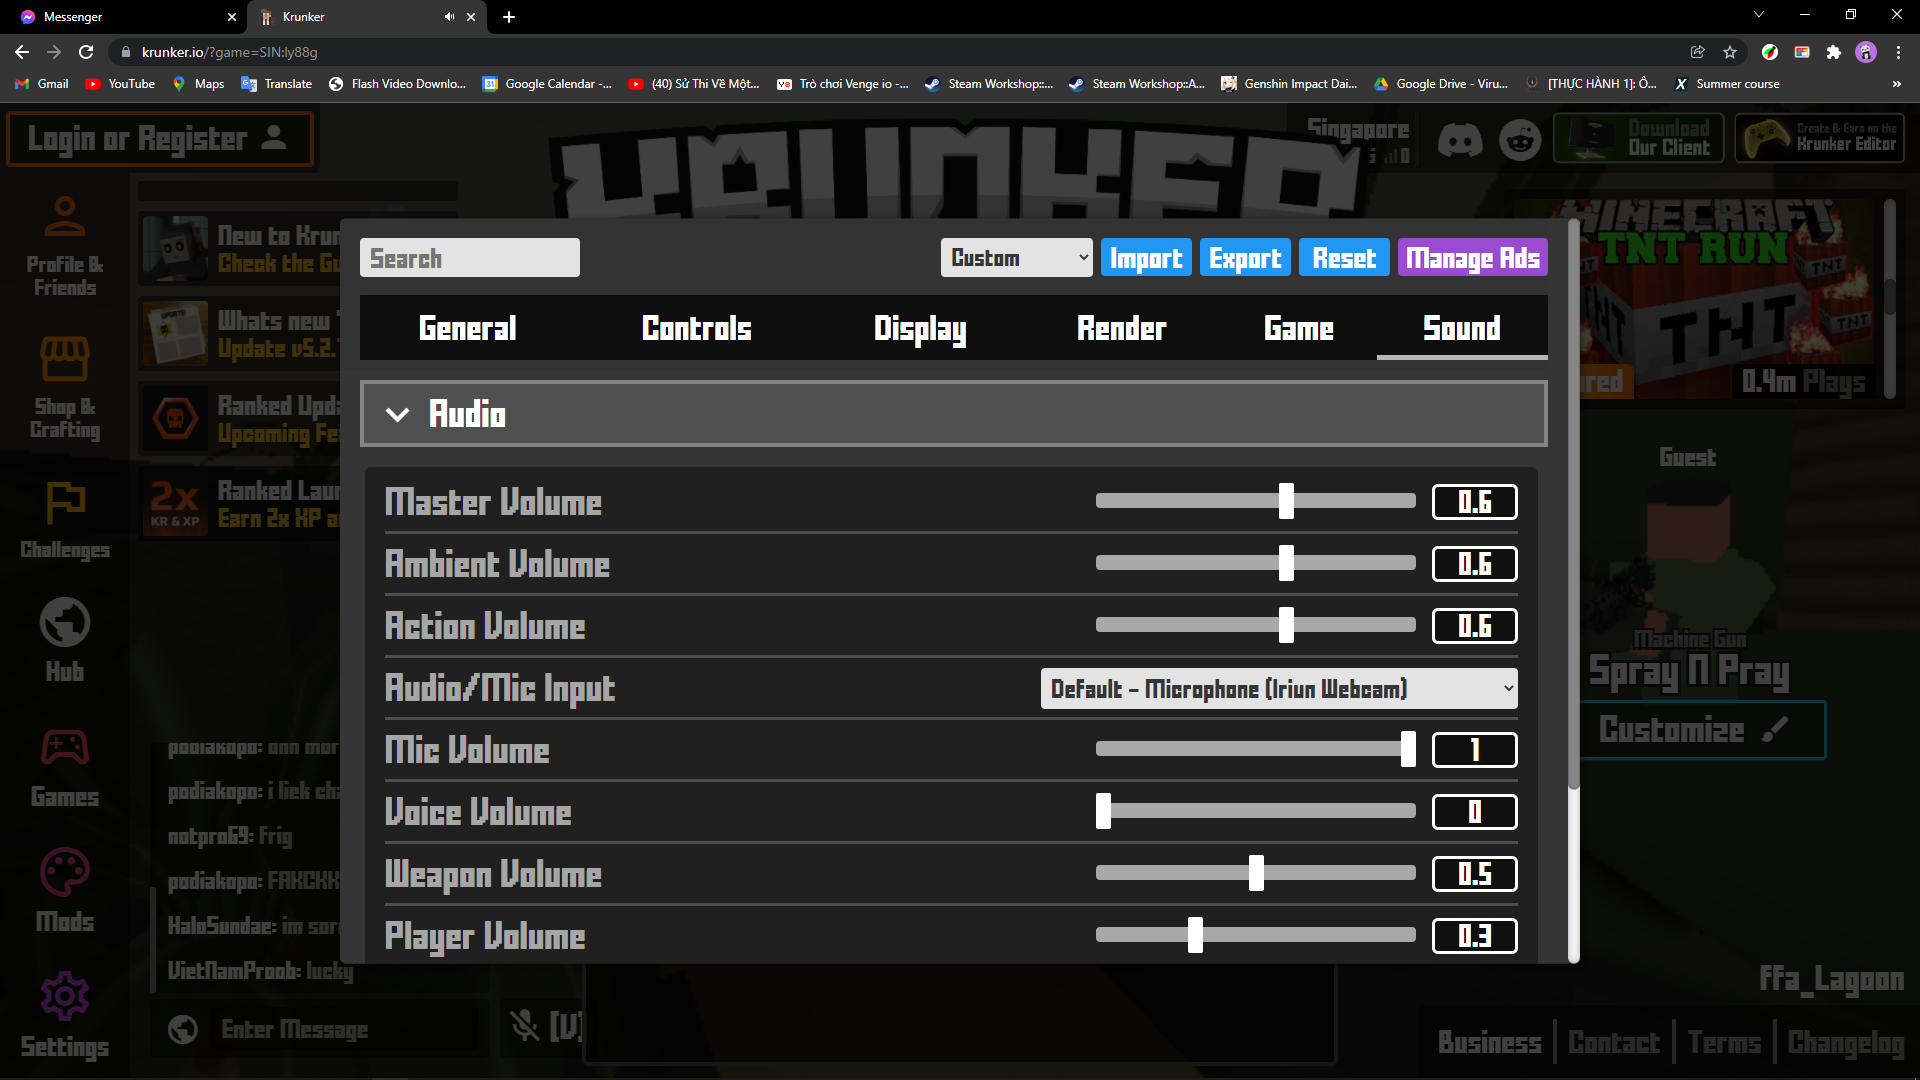 Messenger
Krunker
krunker.io/?game=SIN:ly88g
Gmail
YouTube
Maps
Translate
Flash Video Downlo...
Google Calendar -...
(40) Sử Thi Về Một...
Trò chơi Venge io -...
Steam Workshop::...
Steam Workshop::A...
Genshin Impact Dai...
Google Drive - Viru...
[THỰC HÀNH 1]: Ô...
Summer course
»
Login or Register
KRUNKER
Singapore
Download
Our Client
Create & Earn on the
Krunker Editor
Profile &
Friends
Shop &
Crafting
Challenges
Hub
Games
Mods
Settings
New to Krun
Check the Gu
Whats new
Update v5.2.
Ranked Upda
Upcoming Fe
2x
KR & XP
Ranked Laun
Earn 2x XP a
Search
Custom
Import
Export
Reset
Manage Ads
General
Controls
Display
Render
Game
Sound
Audio
Master Volume
0.6
Ambient Volume
0.6
Action Volume
0.6
Audio/Mic Input
Default - Microphone (Iriun Webcam)
Mic Volume
1
Voice Volume
0
Weapon Volume
0.5
Player Volume
0.3
MINECRAFT
TNT RUN
TNT
TNT
TNT
0.4m Plays
Guest
Machine Gun
Spray N Pray
Customize
podiakopo: onn mor
podiakopo: i liek cha
notpro69: Frig
podiakopo: FAKCKK
HaloSundae: im sorr
VietNamProob: lucky
Enter Message
[V]
ffa_Lagoon
Business
Contact
Terms
Changelog